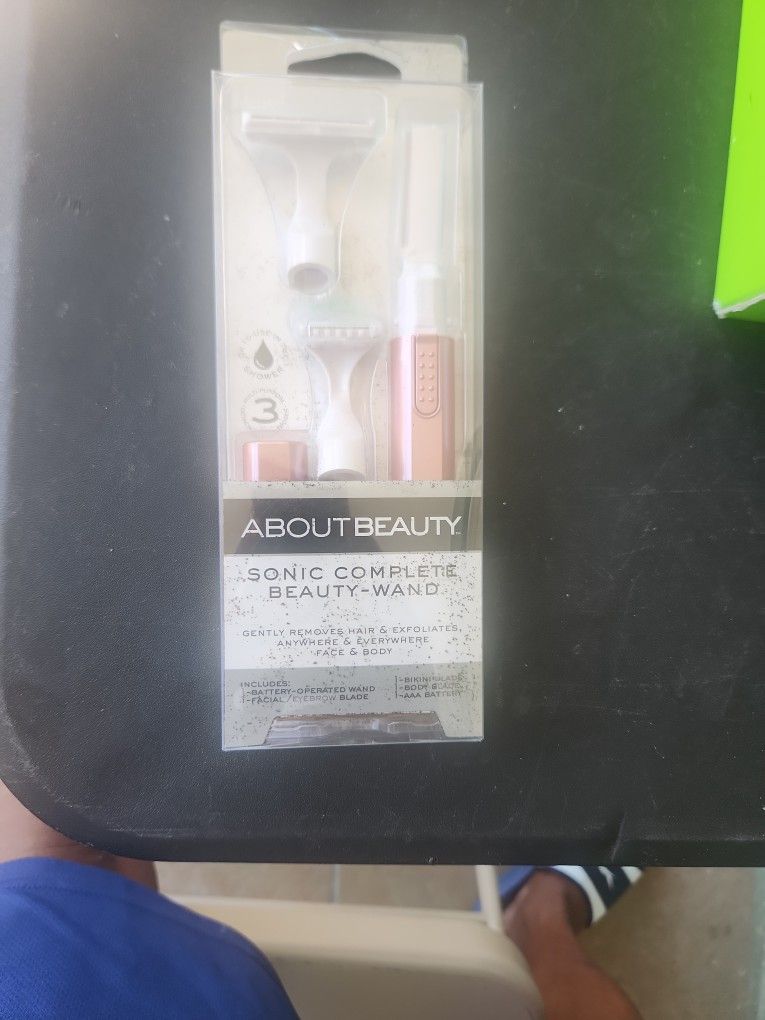 SHOWER
3
ABOUTBEAUTY™
SONIC COMPLETE
BEAUTY-WAND
GENTLY REMOVES HAIR & EXFOLIATES,
ANYWHERE & EVERYWHERE
FACE & BODY
INCLUDES:
-BATTERY-OPERATED WAND
-FACIAL/EYEBROW BLADE
-BIKINI BLADE
-BODY BLADE
-AAA BATTERY